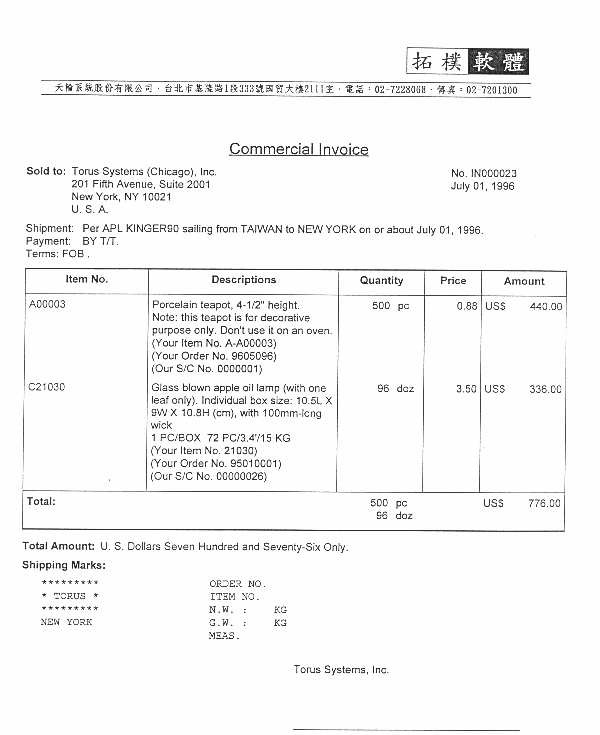 拓樸軟體
天輪系統股份有限公司．台北市基隆路1段333號國貿大樓2111室．電話：02-7228068．傳真：02-7201300
Commercial Invoice
Sold to: Torus Systems (Chicago), Inc.
201 Fifth Avenue, Suite 2001
New York, NY 10021
U. S. A.
No. IN000023
July 01, 1996
Shipment: Per APL KINGER90 sailing from TAIWAN to NEW YORK on or about July 01, 1996.
Payment: BY T/T.
Terms: FOB .
Item No. Descriptions Quantity Price Amount
A00003 Porcelain teapot, 4-1/2" height. 500 pc 0.88 US$ 440.00
Note: this teapot is for decorative
purpose only. Don't use it on an oven.
(Your Item No. A-A00003)
(Your Order No. 9605096)
(Our S/C No. 0000001)
C21030 Glass blown apple oil lamp (with one 96 doz 3.50 US$ 336.00
leaf only). Individual box size: 10.5L X
9W X 10.8H (cm), with 100mm-long
wick
1 PC/BOX 72 PC/3.4'/15 KG
(Your Item No. 21030)
(Your Order No. 95010001)
(Our S/C No. 00000026)
Total: 500 pc US$ 776.00
96 doz
Total Amount: U. S. Dollars Seven Hundred and Seventy-Six Only.
Shipping Marks:
********* ORDER NO.
* TORUS * ITEM NO.
********* N.W. : KG
NEW YORK G.W. : KG
MEAS.
Torus Systems, Inc.